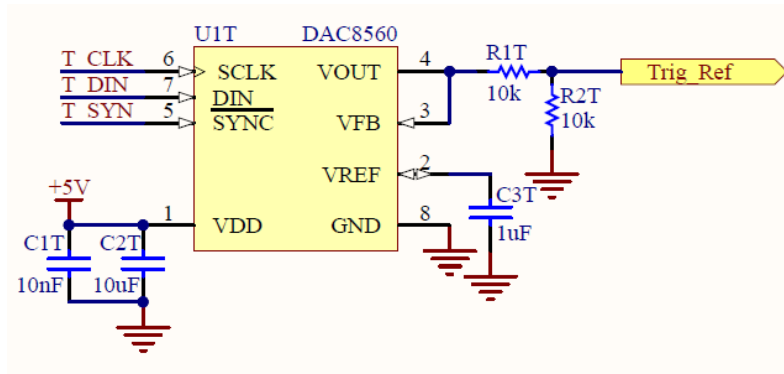 U1T DAC8560
T_CLK 6 SCLK VOUT 4 R1T 10k Trig_Ref
T_DIN 7 DIN R2T 10k
T_SYN 5 SYNC VFB 3
VREF 2 C3T 1uF
+5V 1 VDD GND 8
C1T 10nF C2T 10uF